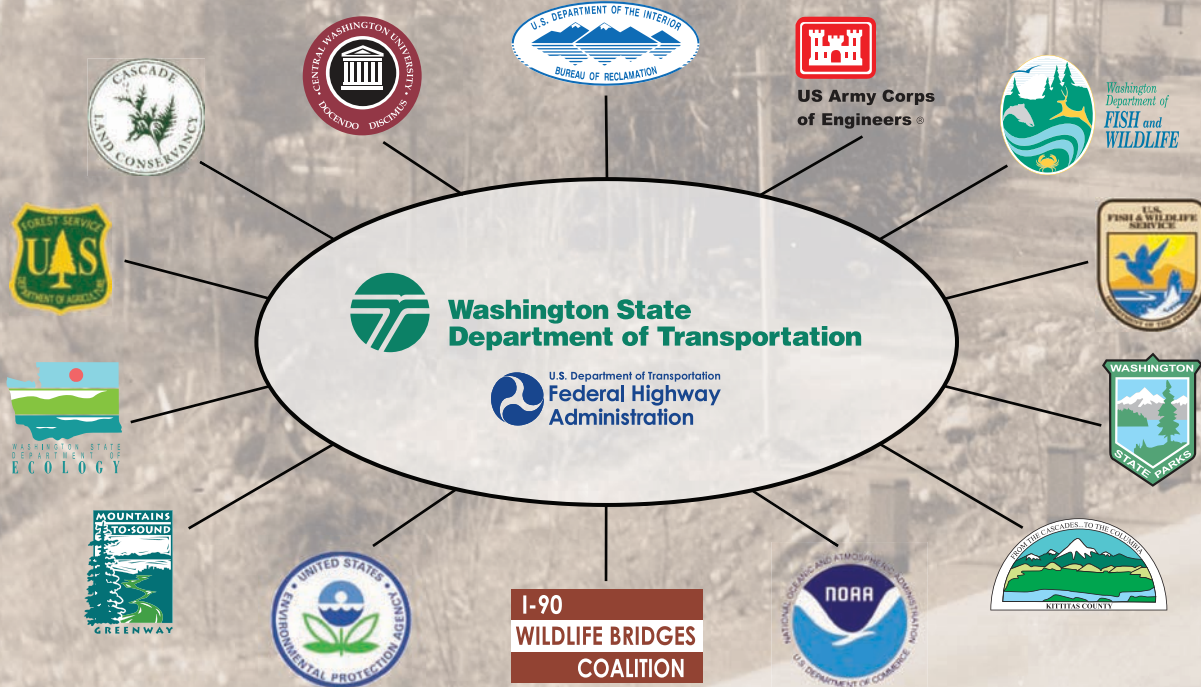 U.S. DEPARTMENT OF THE INTERIOR
BUREAU OF RECLAMATION
CENTRAL WASHINGTON UNIVERSITY
DOCENDO DISCIMUS
US Army Corps
of Engineers ®
CASCADE
LAND CONSERVANCY
Washington
Department of
FISH and
WILDLIFE
FOREST SERVICE
U S
DEPARTMENT OF AGRICULTURE
U.S.
FISH & WILDLIFE
SERVICE
DEPARTMENT OF THE INTERIOR
Washington State
Department of Transportation
U.S. Department of Transportation
Federal Highway
Administration
WASHINGTON STATE
DEPARTMENT OF
ECOLOGY
WASHINGTON
STATE PARKS
MOUNTAINS
TO·SOUND
GREENWAY
UNITED STATES
ENVIRONMENTAL PROTECTION AGENCY
I-90
WILDLIFE BRIDGES
COALITION
NATIONAL OCEANIC AND ATMOSPHERIC ADMINISTRATION
NOAA
U.S. DEPARTMENT OF COMMERCE
FROM THE CASCADES...TO THE COLUMBIA
KITTITAS COUNTY